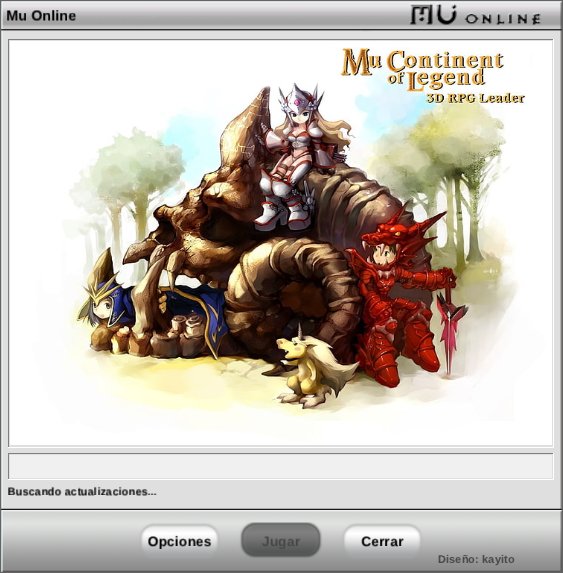 Mu Online
MU ONLINE
Mu Continent
of Legend
3D RPG Leader
Buscando actualizaciones...
Opciones
Jugar
Cerrar
Diseño: kayito